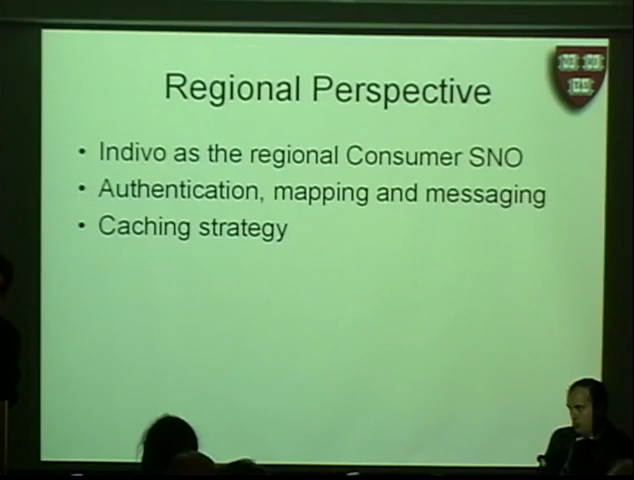 Regional Perspective
• Indivo as the regional Consumer SNO
• Authentication, mapping and messaging
• Caching strategy